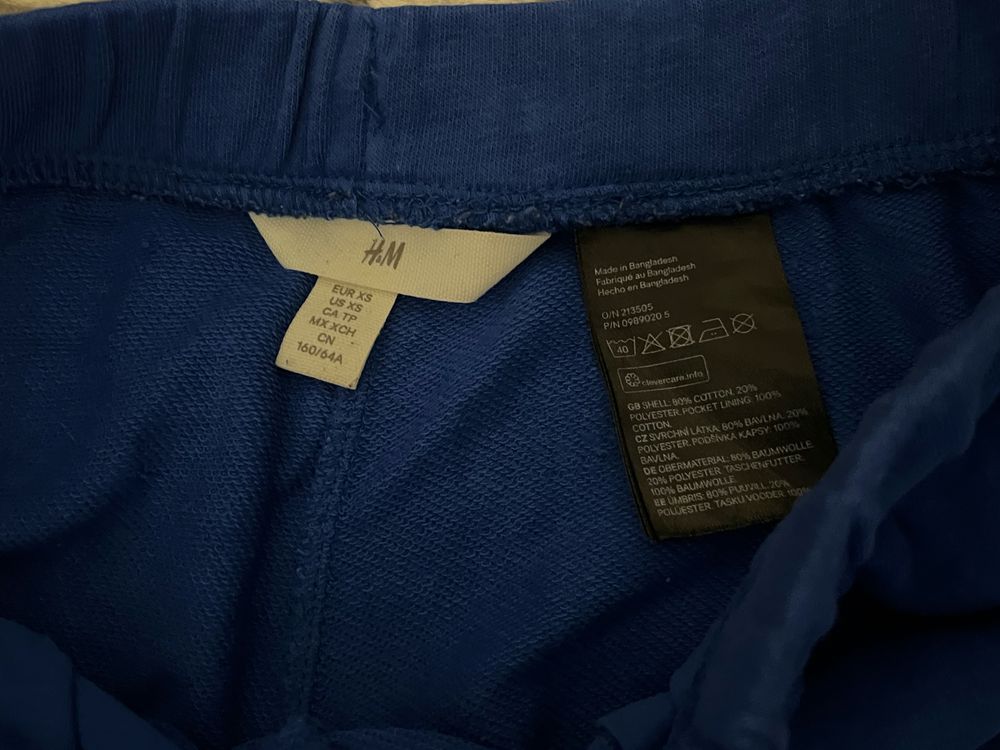 H&M
EUR XS
US XS
CA TP
MX XCH
CN
160/64A
Made in Bangladesh
Fabriqué au Bangladesh
Hecho en Bangladesh
O/N 213505
P/N 0989020 5
40
clevercare.info
GB SHELL: 80% COTTON. 20%
POLYESTER. POCKET LINING: 100%
COTTON.
CZ SVRCHNÍ LÁTKA: 80% BAVLNA. 20%
POLYESTER. PODŠÍVKA KAPSY: 100%
BAVLNA.
DE OBERMATERIAL: 80% BAUMWOLLE
20% POLYESTER. TASCHENFUTTER:
100% BAUMWOLLE
EE ÜMBRIS: 80% PUUVILL. 20%
POLÜESTER. TASKU VOODER: 100%